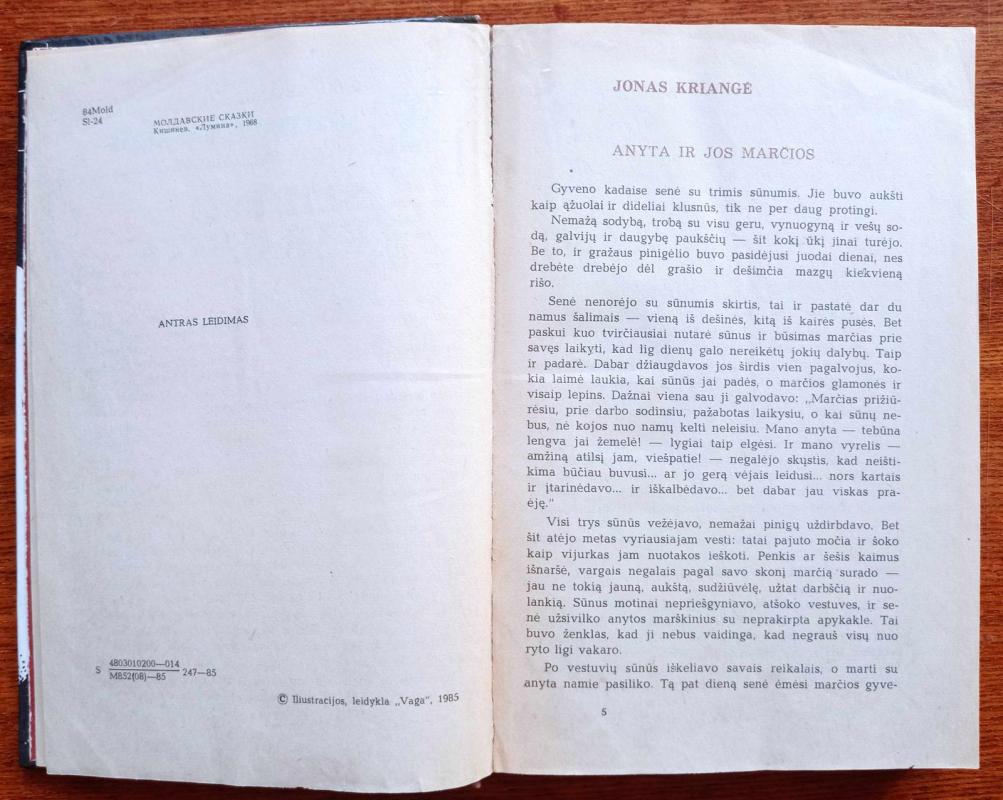 84Mold
Sl-24
МОЛДАВСКИЕ СКАЗКИ
Кишинев. «Лумина», 1968
ANTRAS LEIDIMAS
S 4803010200—014
M852(08)—85 247—85
© Iliustracijos, leidykla „Vaga", 1985
JONAS KRIANGĖ
ANYTA IR JOS MARČIOS
Gyveno kadaise senė su trimis sūnumis. Jie buvo aukšti
kaip ąžuolai ir dideliai klusnūs, tik ne per daug protingi.
Nemažą sodybą, trobą su visu geru, vynuogyną ir vešų so-
dą, galvijų ir daugybę paukščių — šit kokį ūkį jinai turėjo.
Be to, ir gražaus pinigėlio buvo pasidėjusi juodai dienai, nes
drebėte drebėjo dėl grašio ir dešimčia mazgų kiekvieną
rišo.
Senė nenorėjo su sūnumis skirtis, tai ir pastatė dar du
namus šalimais — vieną iš dešinės, kitą iš kairės pusės. Bet
paskui kuo tvirčiausiai nutarė sūnus ir būsimas marčias prie
savęs laikyti, kad lig dienų galo nereikėtų jokių dalybų. Taip
ir padarė. Dabar džiaugdavos jos širdis vien pagalvojus, ko-
kia laimė laukia, kai sūnūs jai padės, o marčios glamonės ir
visaip lepins. Dažnai viena sau ji galvodavo: „Marčias prižiū-
rėsiu, prie darbo sodinsiu, pažabotas laikysiu, o kai sūnų ne-
bus, nė kojos nuo namų kelti neleisiu. Mano anyta — tebūna
lengva jai žemelė! — lygiai taip elgėsi. Ir mano vyrelis —
amžiną atilsį jam, viešpatie! — negalėjo skųstis, kad neišti-
kima būčiau buvusi... ar jo gerą vėjais leidusi... nors kartais
ir įtarinėdavo... ir iškalbėdavo... bet dabar jau viskas pra-
ėję."
Visi trys sūnūs vežėjavo, nemažai pinigų uždirbdavo. Bet
šit atėjo metas vyriausiajam vesti: tatai pajuto močia ir šoko
kaip vijurkas jam nuotakos ieškoti. Penkis ar šešis kaimus
išnaršė, vargais negalais pagal savo skonį marčią surado —
jau ne tokią jauną, aukštą, sudžiūvėlę, užtat darbščią ir nuo-
lankią. Sūnus motinai nepriešgyniavo, atšoko vestuves, ir se-
nė užsivilko anytos marškinius su neprakirpta apykakle. Tai
buvo ženklas, kad ji nebus vaidinga, kad negrauš visų nuo
ryto ligi vakaro.
Po vestuvių sūnūs iškeliavo savais reikalais, o marti su
anyta namie pasiliko. Tą pat dieną senė ėmėsi marčios gyve-
5